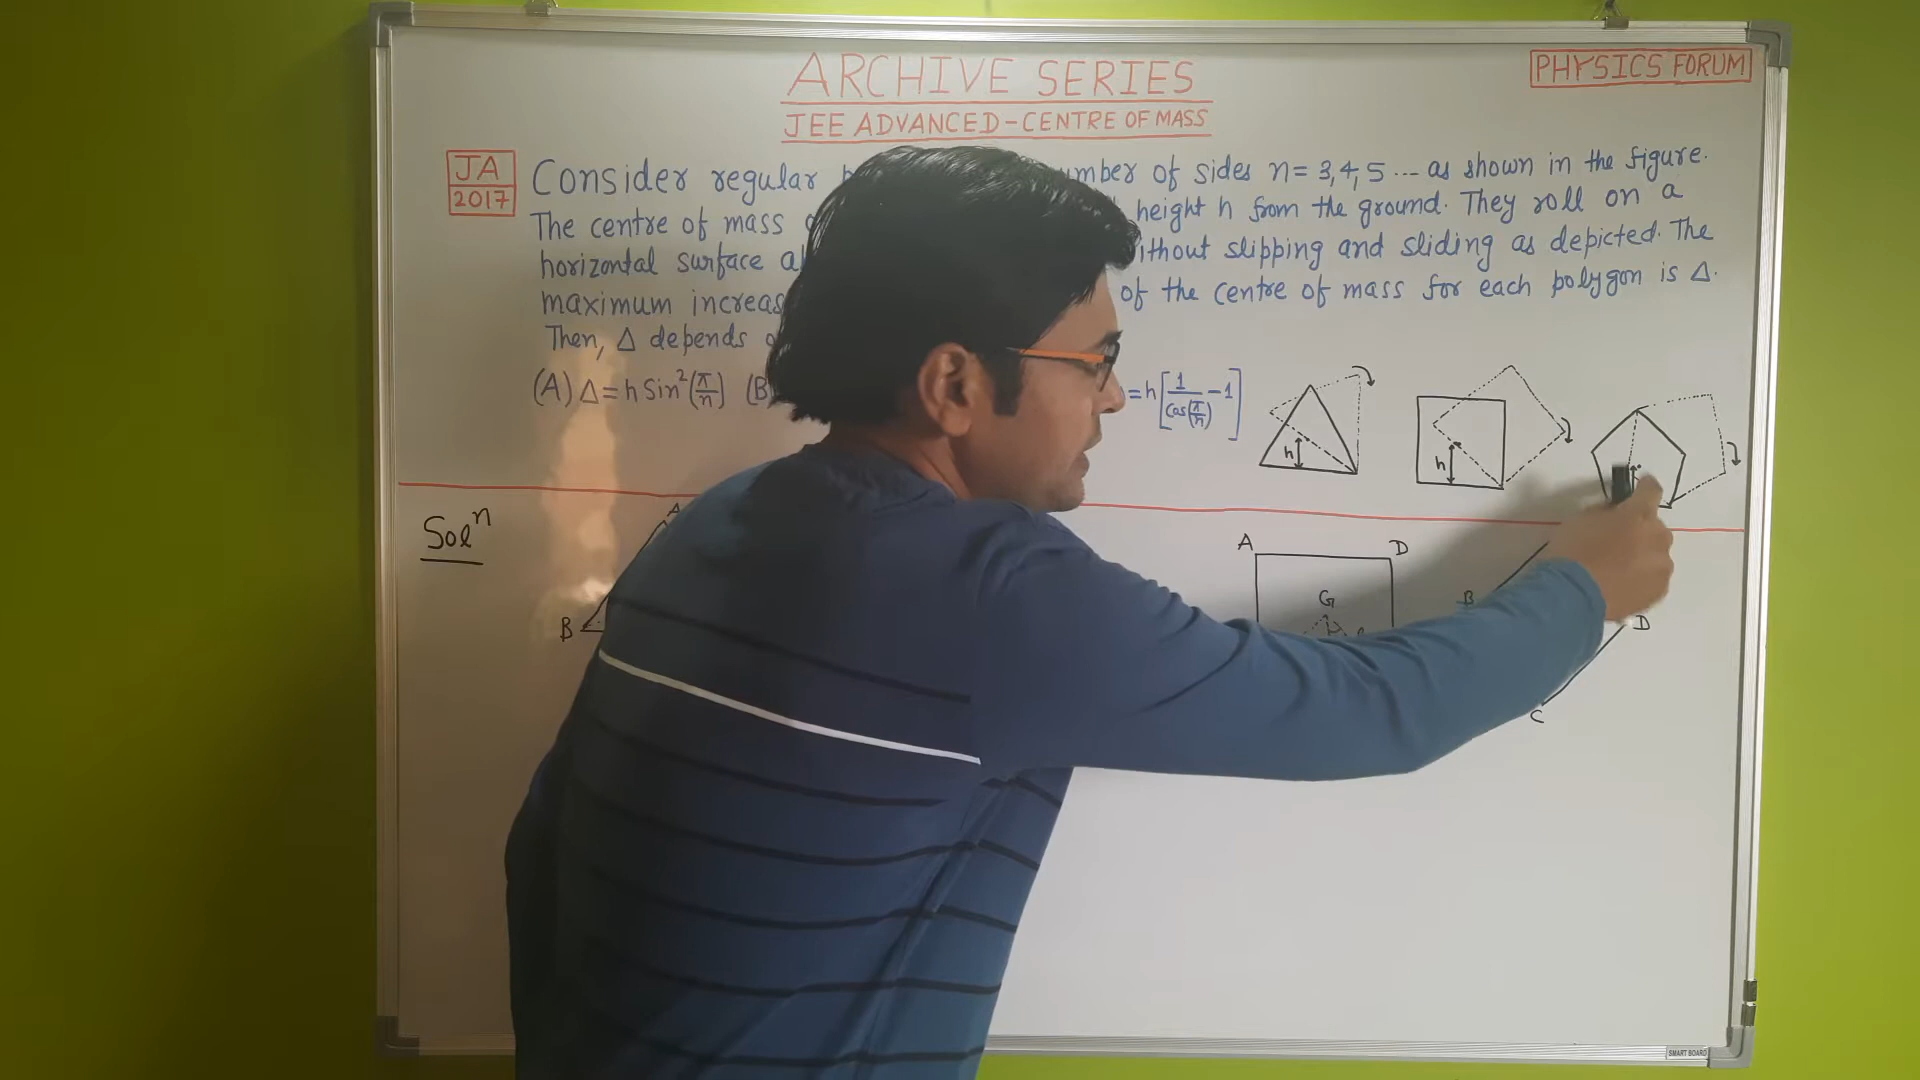 ARCHIVE SERIES
PHYSICS FORUM
JEE ADVANCED-CENTRE OF MASS
JA
2017
Consider regular number of sides n = 3,4,5 ... as shown in the figure.
The centre of mass height h from the ground. They roll on a
horizontal surface without slipping and sliding as depicted. The
maximum of the centre of mass for each polygon is Δ.
Then, Δ depends
(A) Δ = h Sin²(π/n) (B) = h[1/Cos(π/n) - 1]
h
h
Solⁿ
A
B
A
D
G
B
D
C